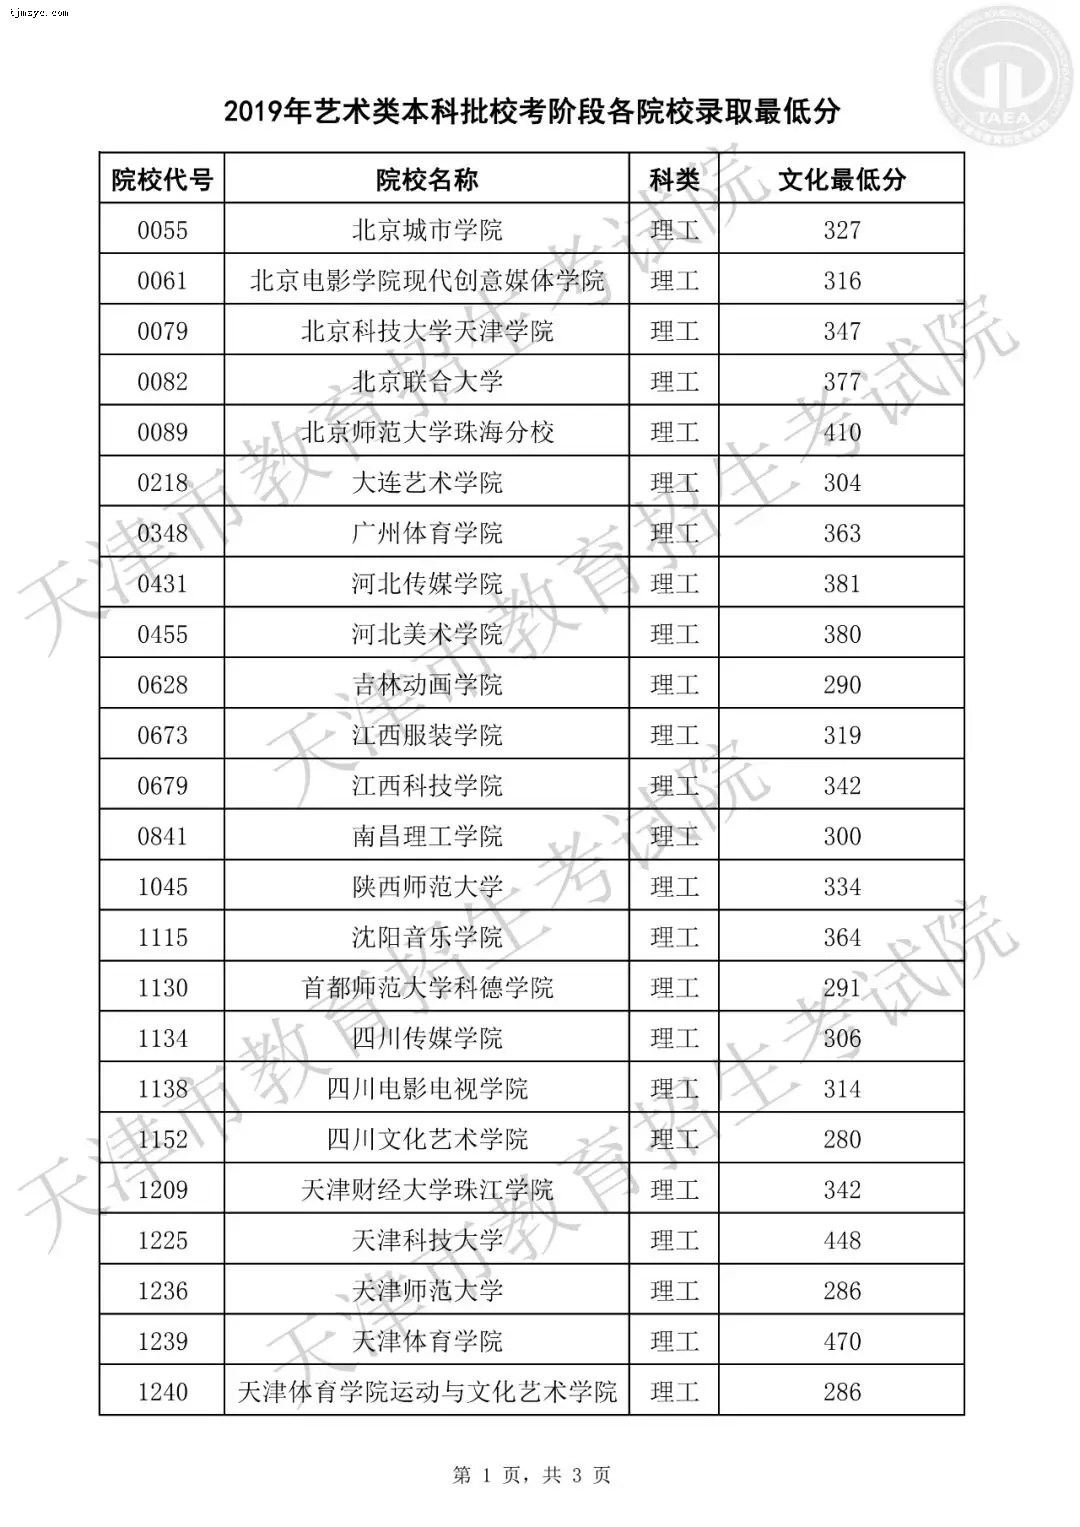 tjmsyc.com
TAEA
2019年艺术类本科批校考阶段各院校录取最低分
院校代号 院校名称 科类 文化最低分
0055 北京城市学院 理工 327
0061 北京电影学院现代创意媒体学院 理工 316
0079 北京科技大学天津学院 理工 347
0082 北京联合大学 理工 377
0089 北京师范大学珠海分校 理工 410
0218 大连艺术学院 理工 304
0348 广州体育学院 理工 363
0431 河北传媒学院 理工 381
0455 河北美术学院 理工 380
0628 吉林动画学院 理工 290
0673 江西服装学院 理工 319
0679 江西科技学院 理工 342
0841 南昌理工学院 理工 300
1045 陕西师范大学 理工 334
1115 沈阳音乐学院 理工 364
1130 首都师范大学科德学院 理工 291
1134 四川传媒学院 理工 306
1138 四川电影电视学院 理工 314
1152 四川文化艺术学院 理工 280
1209 天津财经大学珠江学院 理工 342
1225 天津科技大学 理工 448
1236 天津师范大学 理工 286
1239 天津体育学院 理工 470
1240 天津体育学院运动与文化艺术学院 理工 286
第 1 页，共 3 页
天津市教育招生考试院
天津市教育招生考试院
天津市教育招生考试院
天津市教育招生考试院